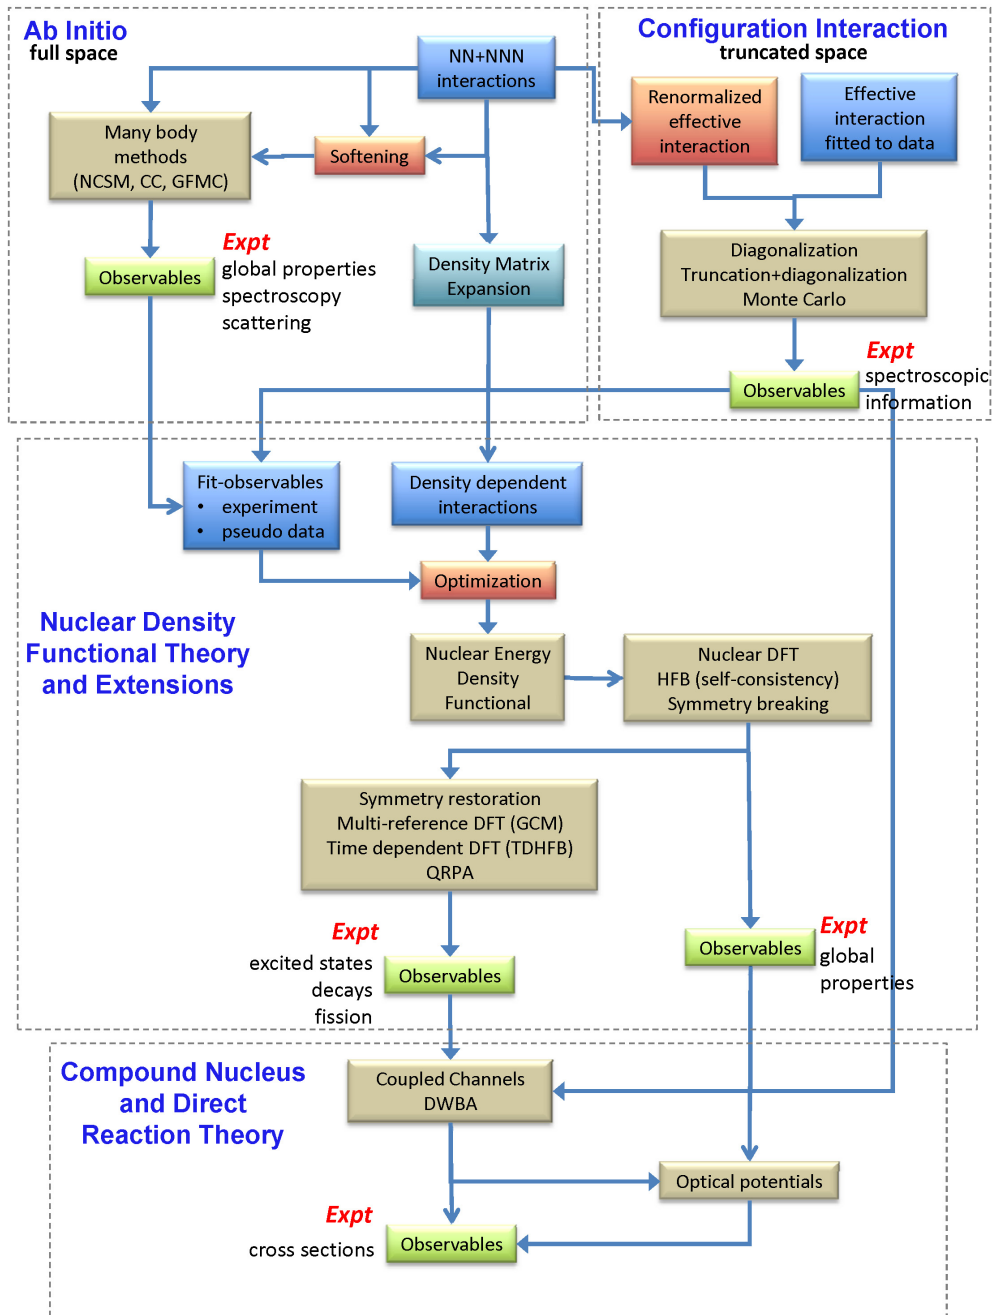 Ab Initio
full space
NN+NNN
interactions
Many body
methods
(NCSM, CC, GFMC)
Softening
Observables
Expt
global properties
spectroscopy
scattering
Density Matrix
Expansion
Configuration Interaction
truncated space
Renormalized
effective
interaction
Effective
interaction
fitted to data
Diagonalization
Truncation+diagonalization
Monte Carlo
Observables
Expt
spectroscopic
information
Fit-observables
• experiment
• pseudo data
Density dependent
interactions
Optimization
Nuclear Density
Functional Theory
and Extensions
Nuclear Energy
Density
Functional
Nuclear DFT
HFB (self-consistency)
Symmetry breaking
Symmetry restoration
Multi-reference DFT (GCM)
Time dependent DFT (TDHFB)
QRPA
Expt
excited states
decays
fission
Observables
Observables
Expt
global
properties
Compound Nucleus
and Direct
Reaction Theory
Coupled Channels
DWBA
Optical potentials
Expt
cross sections
Observables